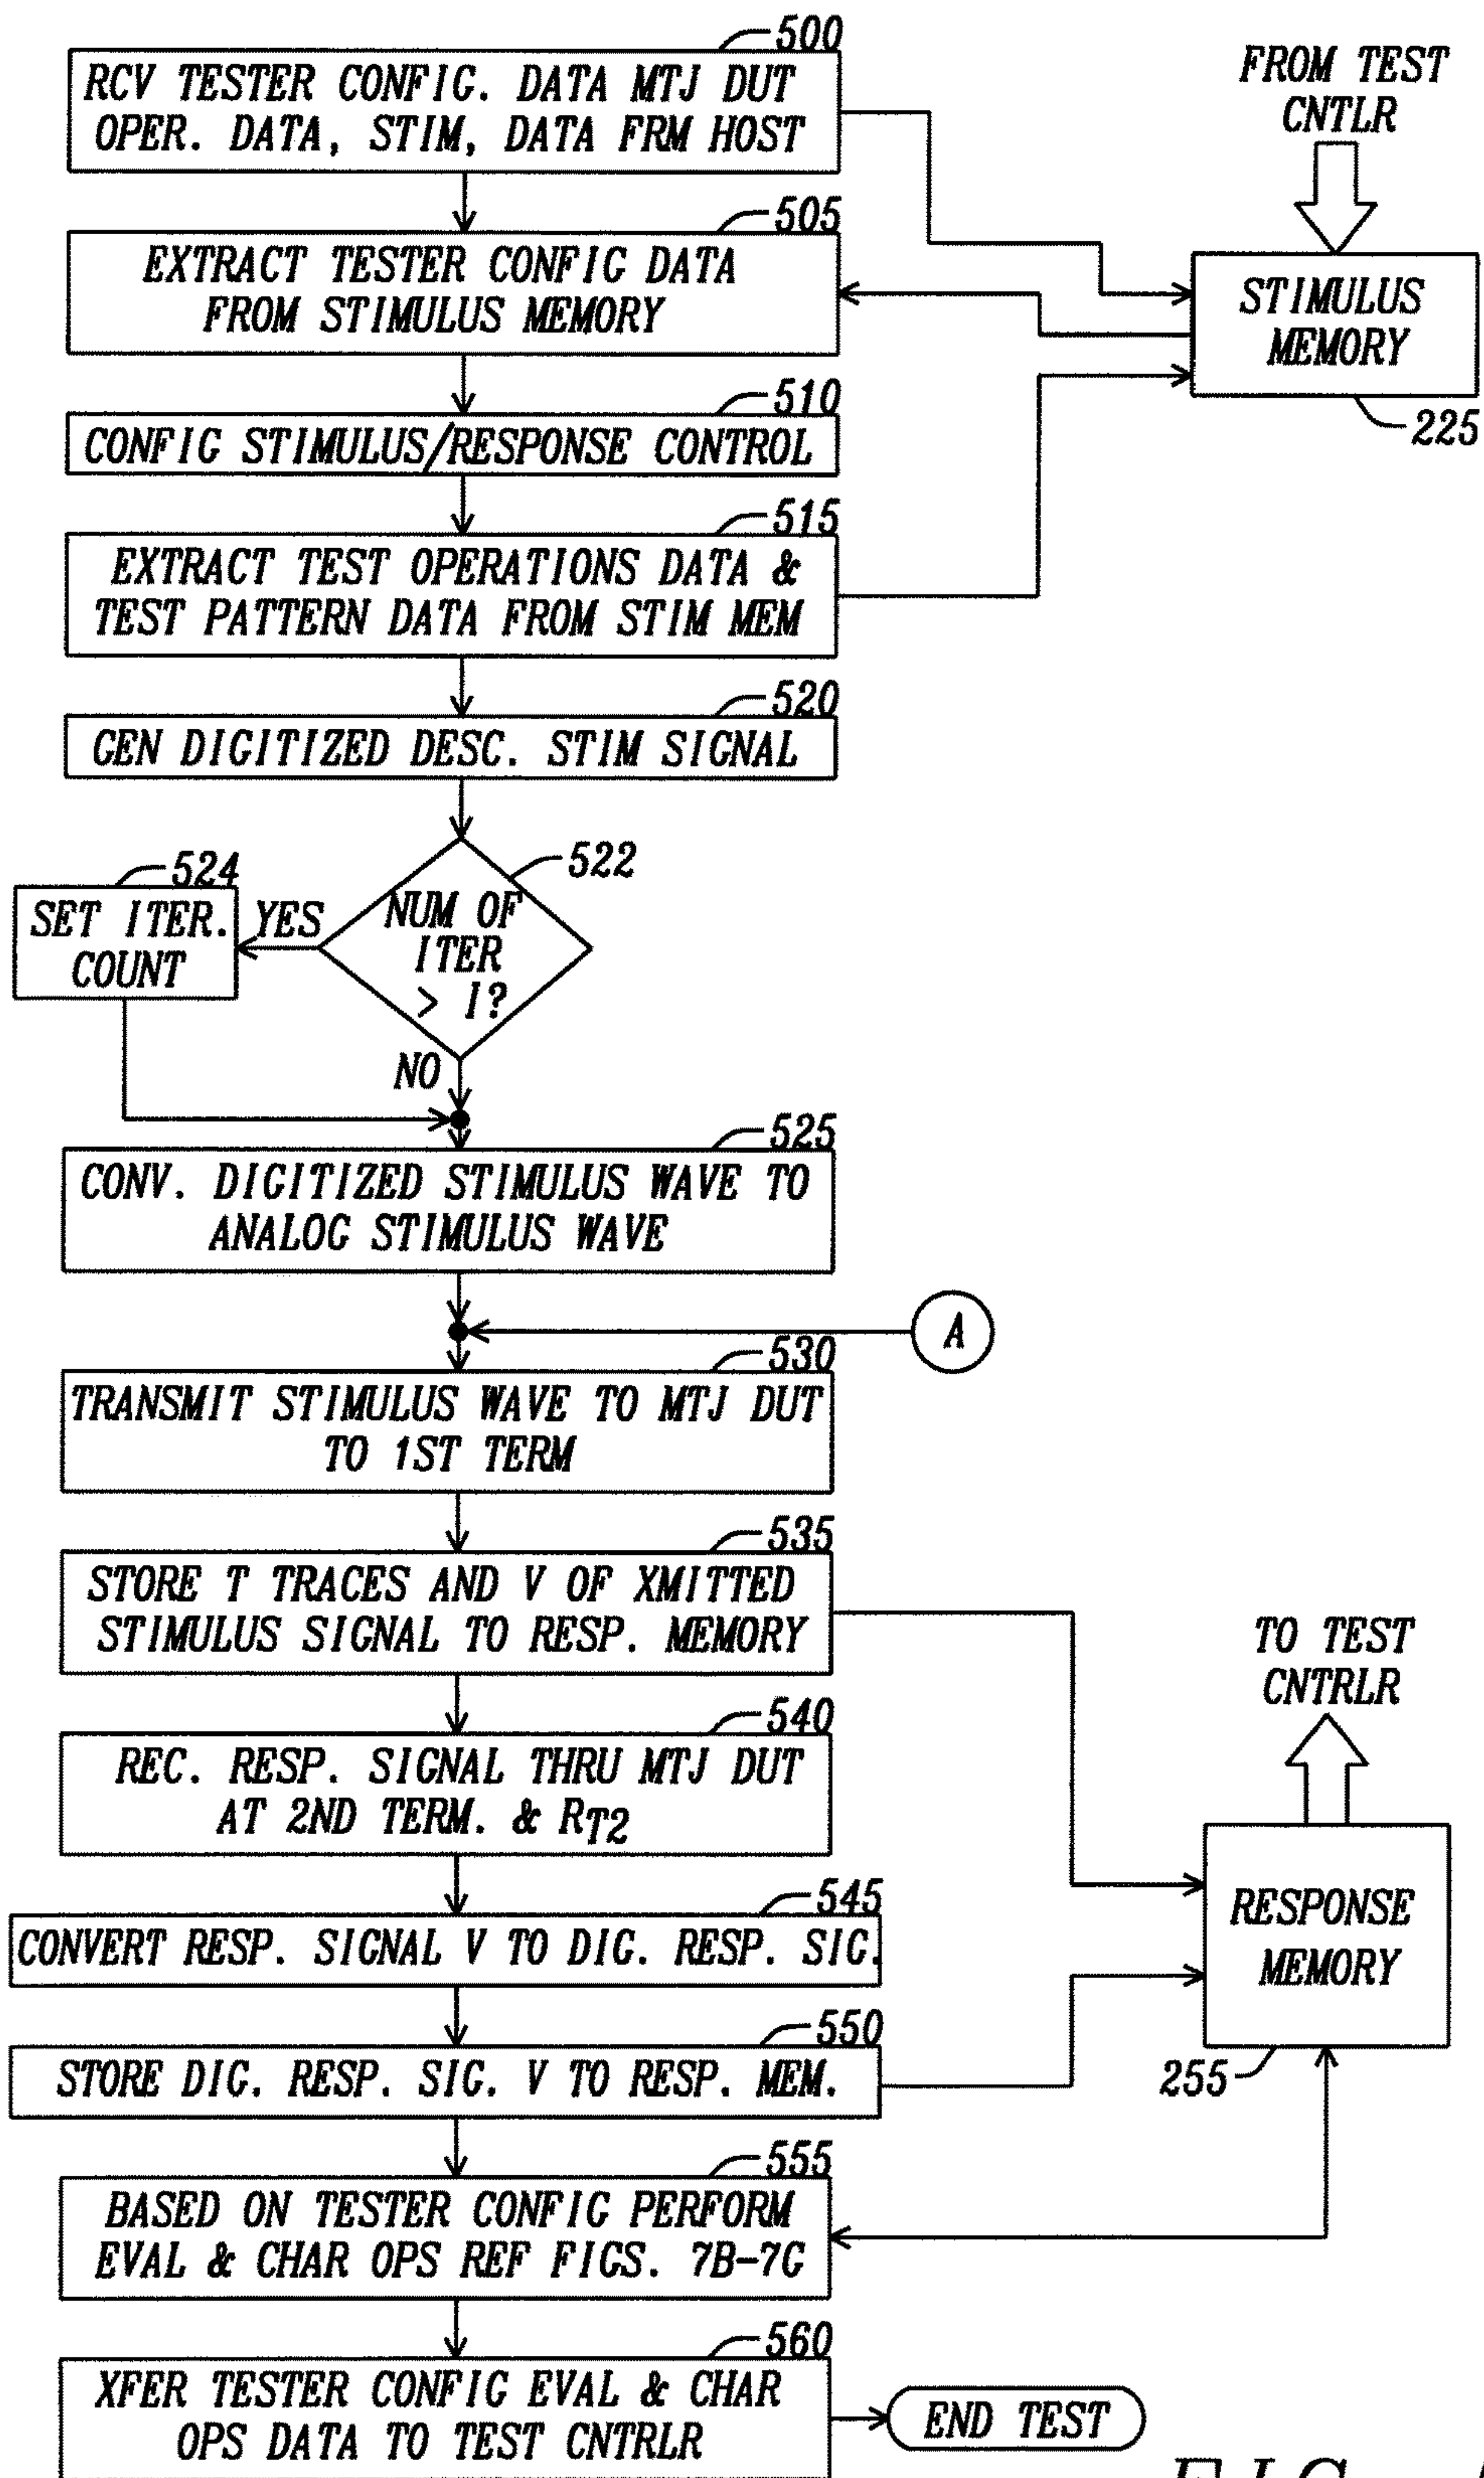 500
RCV TESTER CONFIG. DATA MTJ DUT
OPER. DATA, STIM, DATA FRM HOST
FROM TEST
CNTLR
505
EXTRACT TESTER CONFIG DATA
FROM STIMULUS MEMORY
STIMULUS
MEMORY
225
510
CONFIG STIMULUS/RESPONSE CONTROL
515
EXTRACT TEST OPERATIONS DATA &
TEST PATTERN DATA FROM STIM MEM
520
GEN DIGITIZED DESC. STIM SIGNAL
522
NUM OF
ITER
> 1?
524
SET ITER.
COUNT
YES
NO
525
CONV. DIGITIZED STIMULUS WAVE TO
ANALOG STIMULUS WAVE
A
530
TRANSMIT STIMULUS WAVE TO MTJ DUT
TO 1ST TERM
535
STORE T TRACES AND V OF XMITTED
STIMULUS SIGNAL TO RESP. MEMORY
TO TEST
CNTRLR
540
REC. RESP. SIGNAL THRU MTJ DUT
AT 2ND TERM. & RT2
RESPONSE
MEMORY
255
545
CONVERT RESP. SIGNAL V TO DIG. RESP. SIG.
550
STORE DIG. RESP. SIG. V TO RESP. MEM.
555
BASED ON TESTER CONFIG PERFORM
EVAL & CHAR OPS REF FIGS. 7B-7G
560
XFER TESTER CONFIG EVAL & CHAR
OPS DATA TO TEST CNTRLR
END TEST